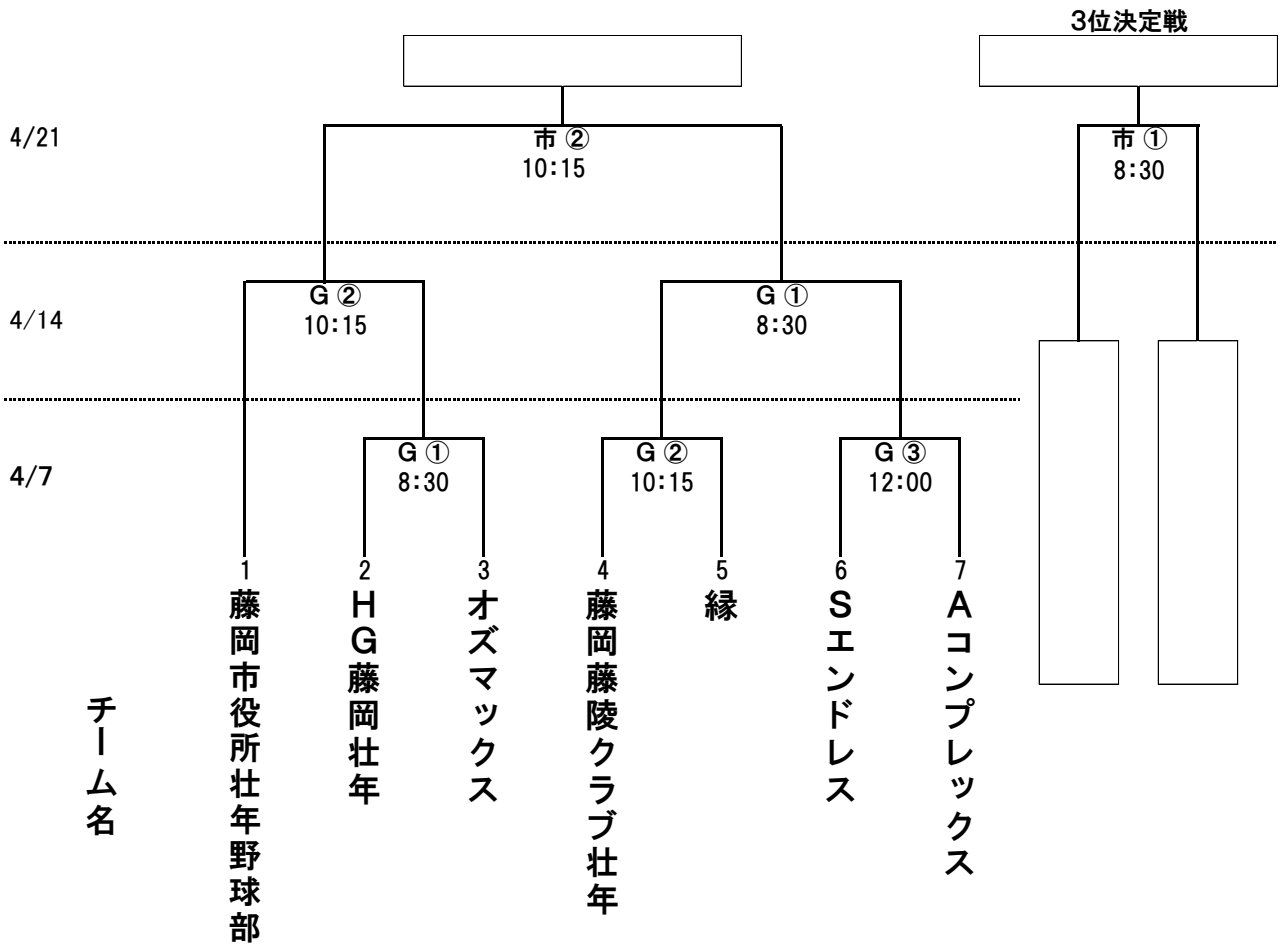 3位決定戦
4/21
市 ②
10:15
市 ①
8:30
4/14
G ②
10:15
G ①
8:30
4/7
G ①
8:30
G ②
10:15
G ③
12:00
チーム名
1
藤岡市役所壮年野球部
2
HG藤岡壮年
3
オズマックス
4
藤岡藤陵クラブ壮年
5
縁
6
Sエンドレス
7
Aコンプレックス